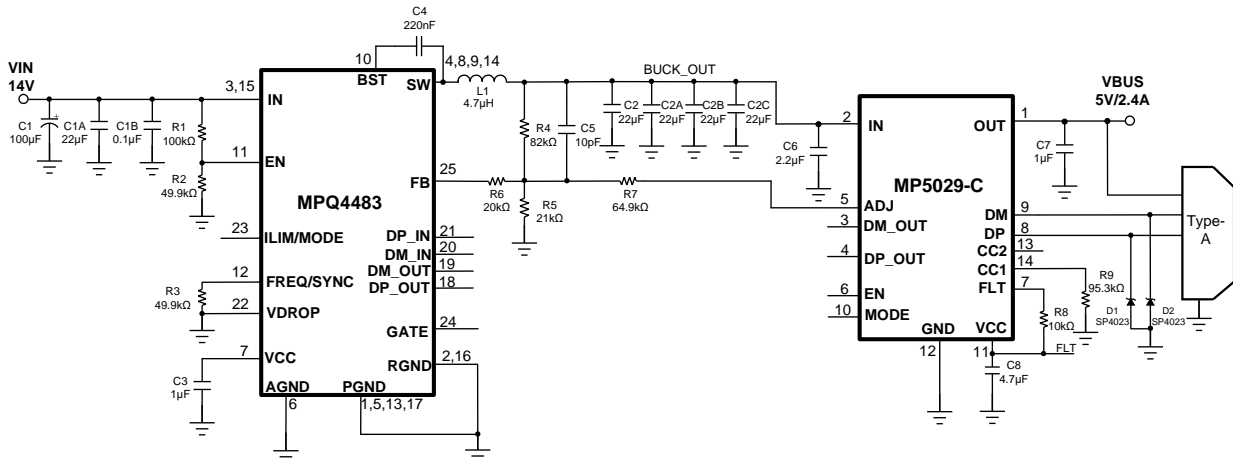 C4
220nF
VIN
14V
3,15
IN
C1
100µF
+
C1A
22µF
C1B
0.1µF
R1
100kΩ
11
EN
R2
49.9kΩ
23
ILIM/MODE
12
FREQ/SYNC
R3
49.9kΩ
22
VDROP
7
VCC
C3
1µF
AGND
6
PGND
1,5,13,17
MPQ4483
10
BST
SW
4,8,9,14
L1
4.7µH
BUCK_OUT
R4
82kΩ
C5
10pF
C2
22µF
C2A
22µF
C2B
22µF
C2C
22µF
25
FB
R6
20kΩ
R5
21kΩ
R7
64.9kΩ
DP_IN
21
DM_IN
20
DM_OUT
19
DP_OUT
18
GATE
24
RGND
2,16
C6
2.2µF
2
IN
MP5029-C
OUT
1
VBUS
5V/2.4A
C7
1µF
5
ADJ
3
DM_OUT
4
DP_OUT
6
EN
10
MODE
GND
12
VCC
11
DM
9
DP
8
CC2
13
CC1
14
FLT
7
R9
95.3kΩ
R8
10kΩ
FLT
C8
4.7µF
D1
SP4023
D2
SP4023
Type-
A